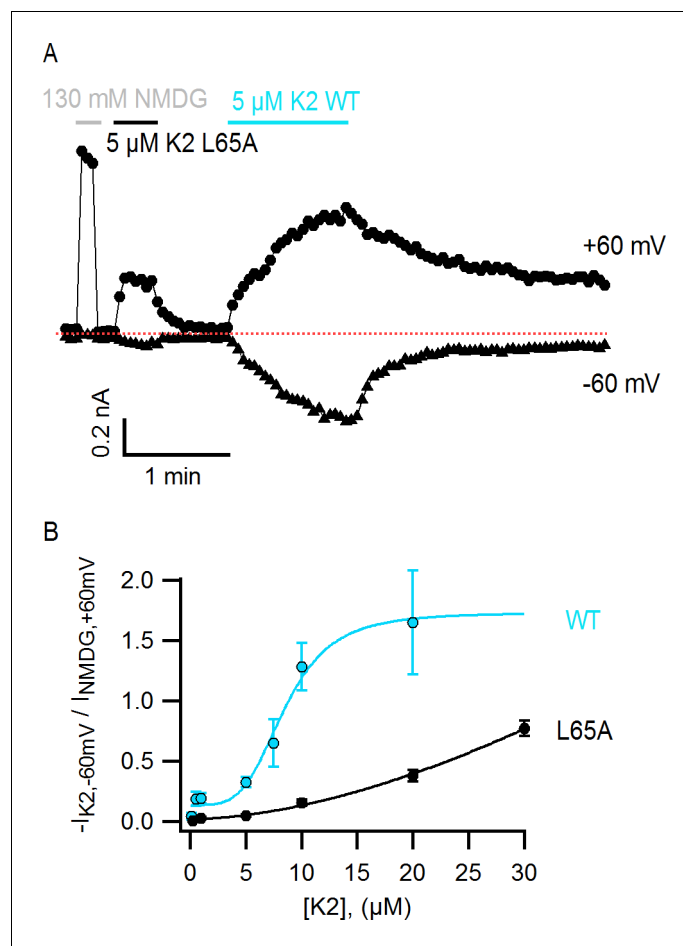 A
130 mM NMDG
5 µM K2 WT
5 µM K2 L65A
+60 mV
-60 mV
0.2 nA
1 min
B
-I K2,-60mV / I NMDG,+60mV
2.0
1.5
1.0
0.5
0.0
WT
L65A
0 5 10 15 20 25 30
[K2], (µM)